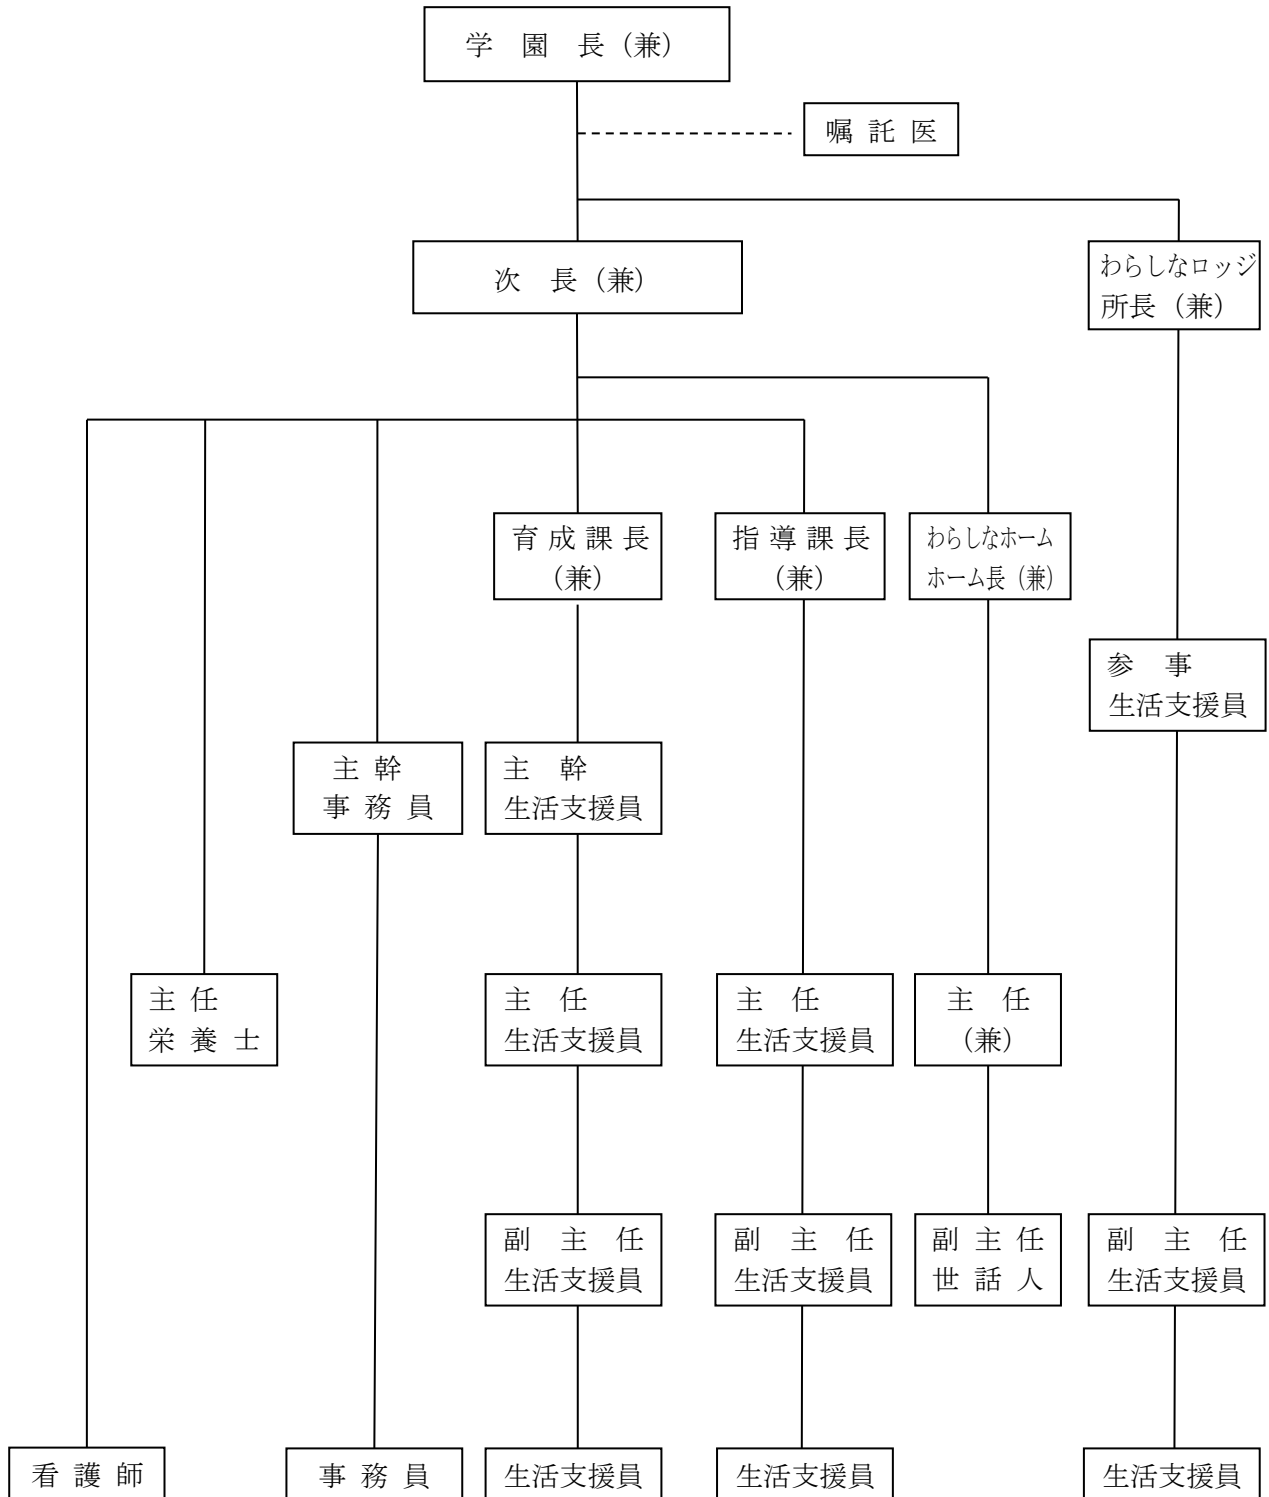 学　園　長（兼）
嘱 託 医
次　長（兼）
わらしなロッジ
所長（兼）
育 成 課 長
（兼）
指 導 課 長
（兼）
わらしなホーム
ホーム長（兼）
参　事
生活支援員
主 幹
事 務 員
主　幹
生活支援員
主 任
栄 養 士
主　任
生活支援員
主　任
生活支援員
主　任
（兼）
副　主　任
生活支援員
副　主　任
生活支援員
副 主 任
世 話 人
副　主　任
生活支援員
看 護 師
事 務 員
生活支援員
生活支援員
生活支援員